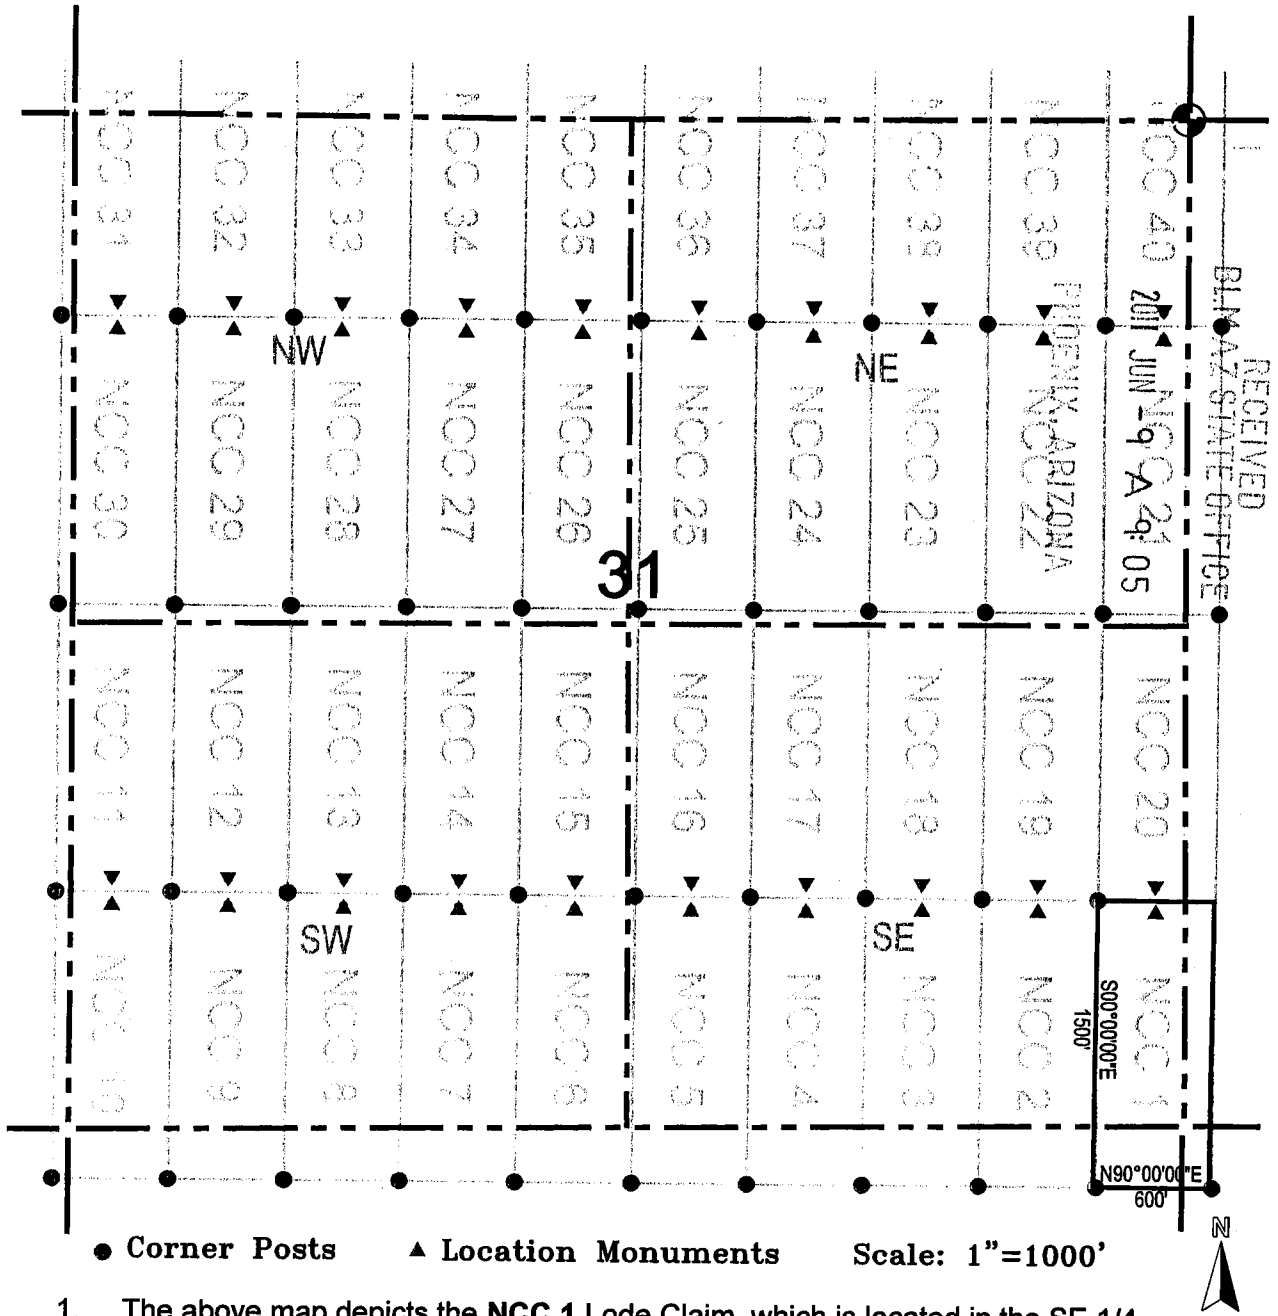 NCC 31
NCC 32
NCC 33
NCC 34
NCC 35
NCC 36
NCC 37
NCC 38
NCC 39
NCC 40
NW
NE
NCC 30
NCC 29
NCC 28
NCC 27
NCC 26
NCC 25
NCC 24
NCC 23
NCC 22
NCC 21
RECEIVED
BLM AZ STATE OFFICE
2011 JUN -9 A 9:05
PHOENIX, ARIZONA
31
NCC 11
NCC 12
NCC 13
NCC 14
NCC 15
NCC 16
NCC 17
NCC 18
NCC 19
NCC 20
SW
SE
NCC 10
NCC 9
NCC 8
NCC 7
NCC 6
NCC 5
NCC 4
NCC 3
NCC 2
NCC 1
S00°00'00"E
1500'
N90°00'00"E
600'
N
Corner Posts Location Monuments Scale: 1"=1000'
1. The above map depicts the NCC 1 Lode Claim, which is located in the SE 1/4